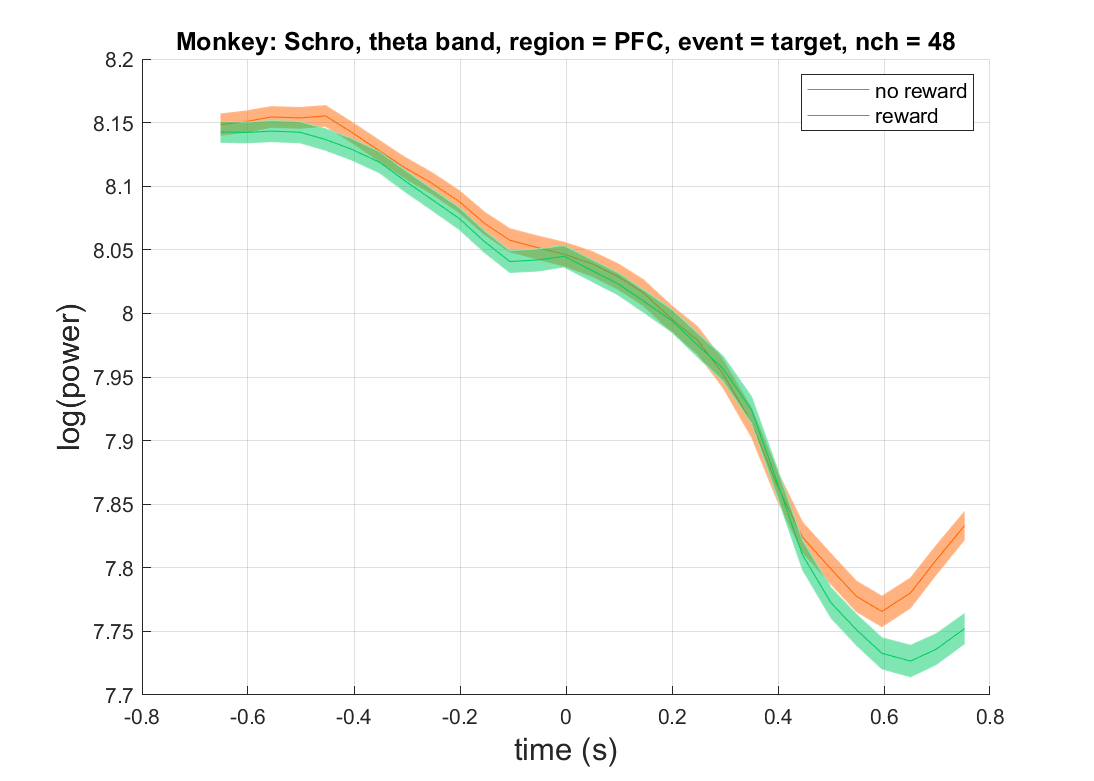 Monkey: Schro, theta band, region = PFC, event = target, nch = 48
no reward
reward
log(power)
8.2
8.15
8.1
8.05
8
7.95
7.9
7.85
7.8
7.75
7.7
-0.8 -0.6 -0.4 -0.2 0 0.2 0.4 0.6 0.8
time (s)